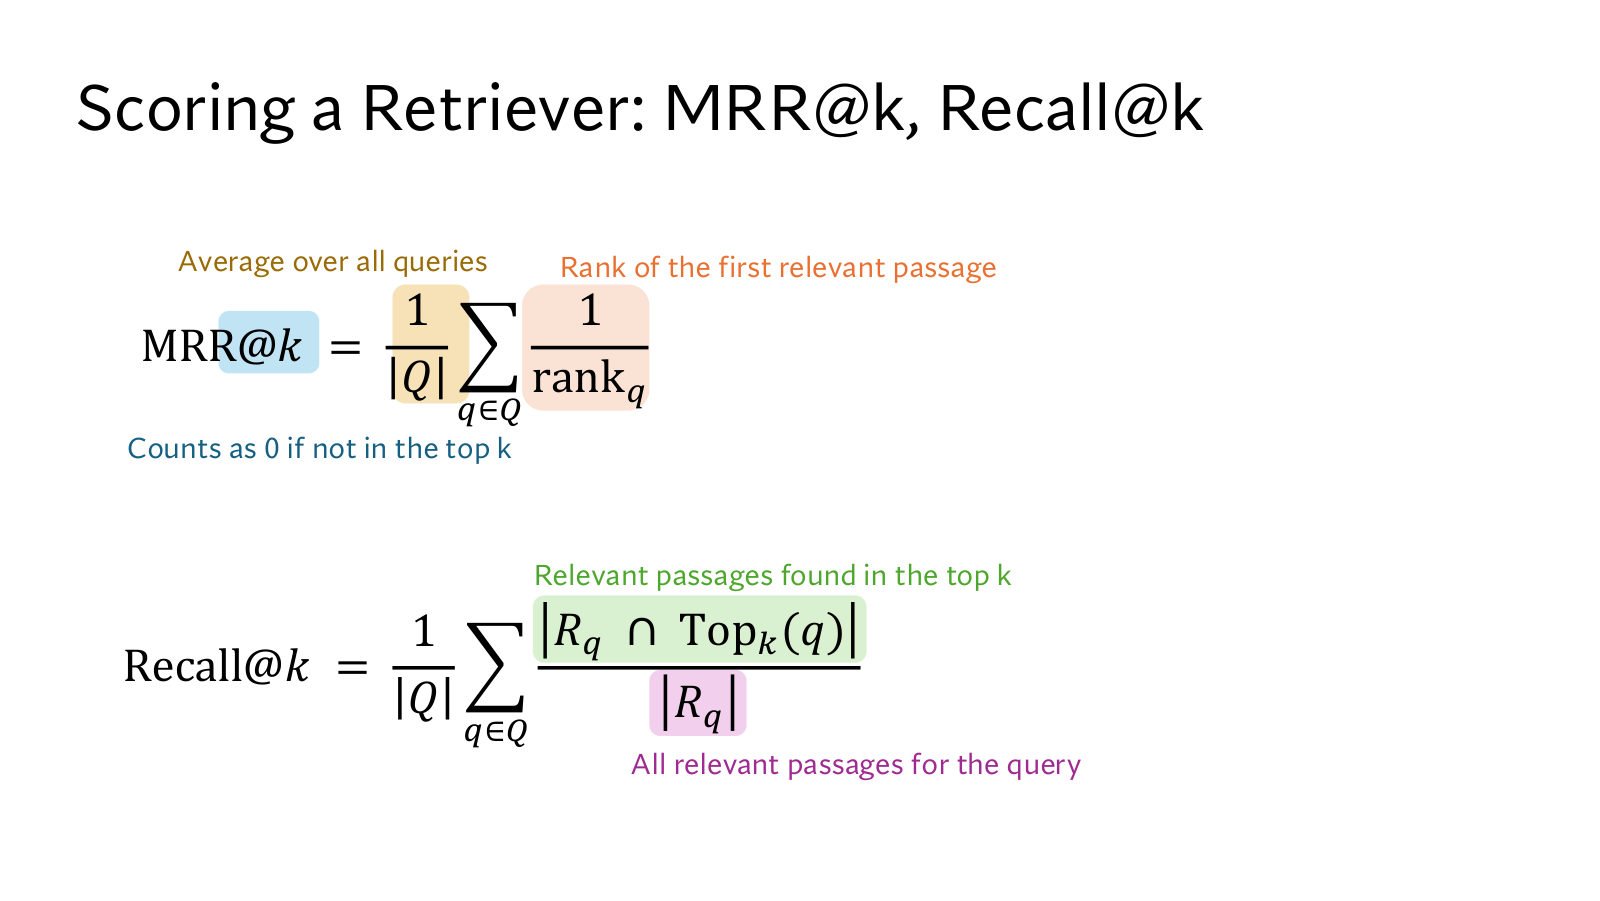 Scoring a Retriever: MRR@k, Recall@k
Average over all queries
Rank of the first relevant passage
MRR@k = 1/|Q| ∑_{q∈Q} 1/rank_q
Counts as 0 if not in the top k
Relevant passages found in the top k
Recall@k = 1/|Q| ∑_{q∈Q} |R_q ∩ Top_k(q)|/|R_q|
All relevant passages for the query